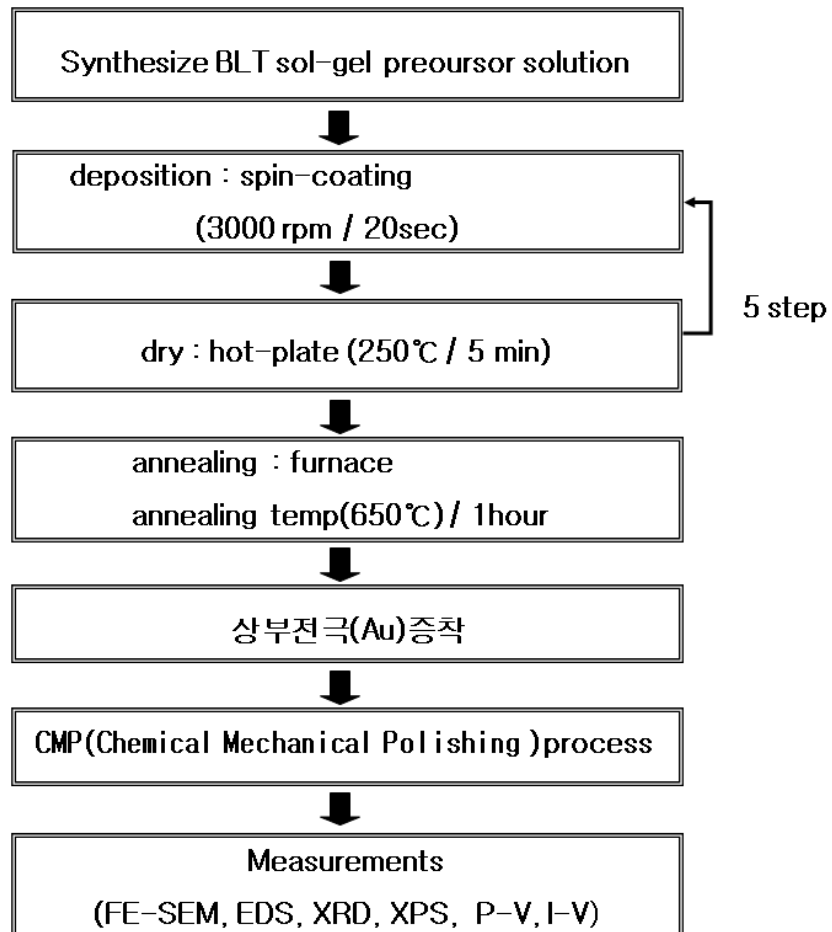 Synthesize BLT sol-gel preoursor solution
deposition : spin-coating
(3000 rpm / 20sec)
5 step
dry : hot-plate (250℃ / 5 min)
annealing : furnace
annealing temp(650℃) / 1hour
상부전극(Au)증착
CMP(Chemical Mechanical Polishing )process
Measurements
(FE-SEM, EDS, XRD, XPS, P-V, I-V)